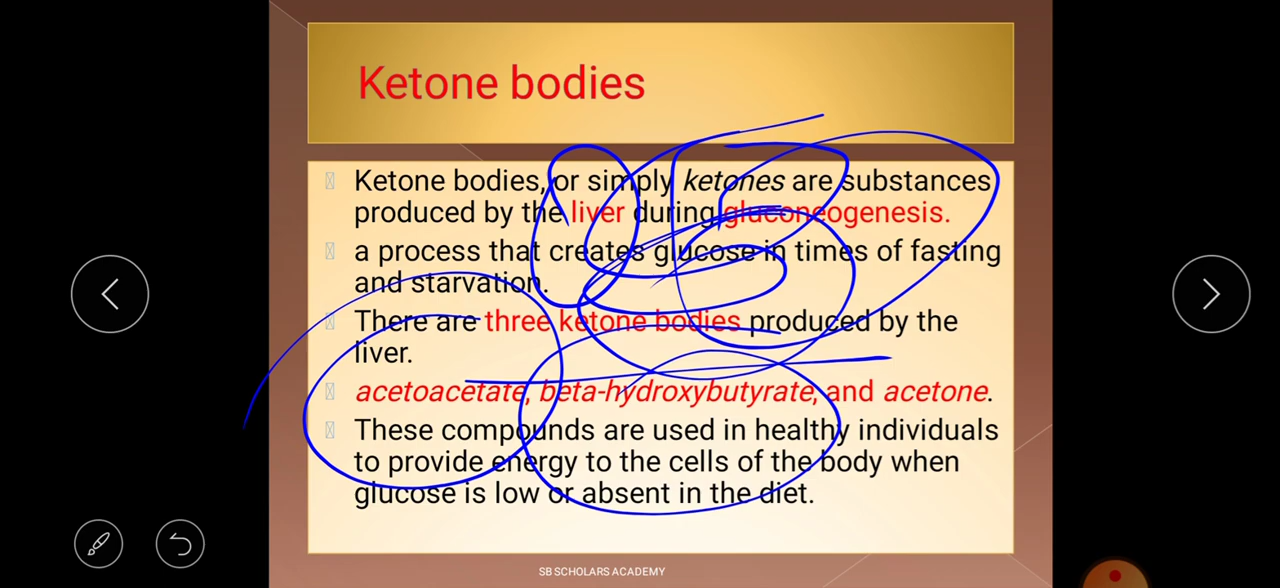 Ketone bodies
Ketone bodies, or simply ketones are substances
produced by the liver during gluconeogenesis.
a process that creates glucose in times of fasting
and starvation.
There are three ketone bodies produced by the
liver.
acetoacetate, beta-hydroxybutyrate, and acetone.
These compounds are used in healthy individuals
to provide energy to the cells of the body when
glucose is low or absent in the diet.
SB SCHOLARS ACADEMY